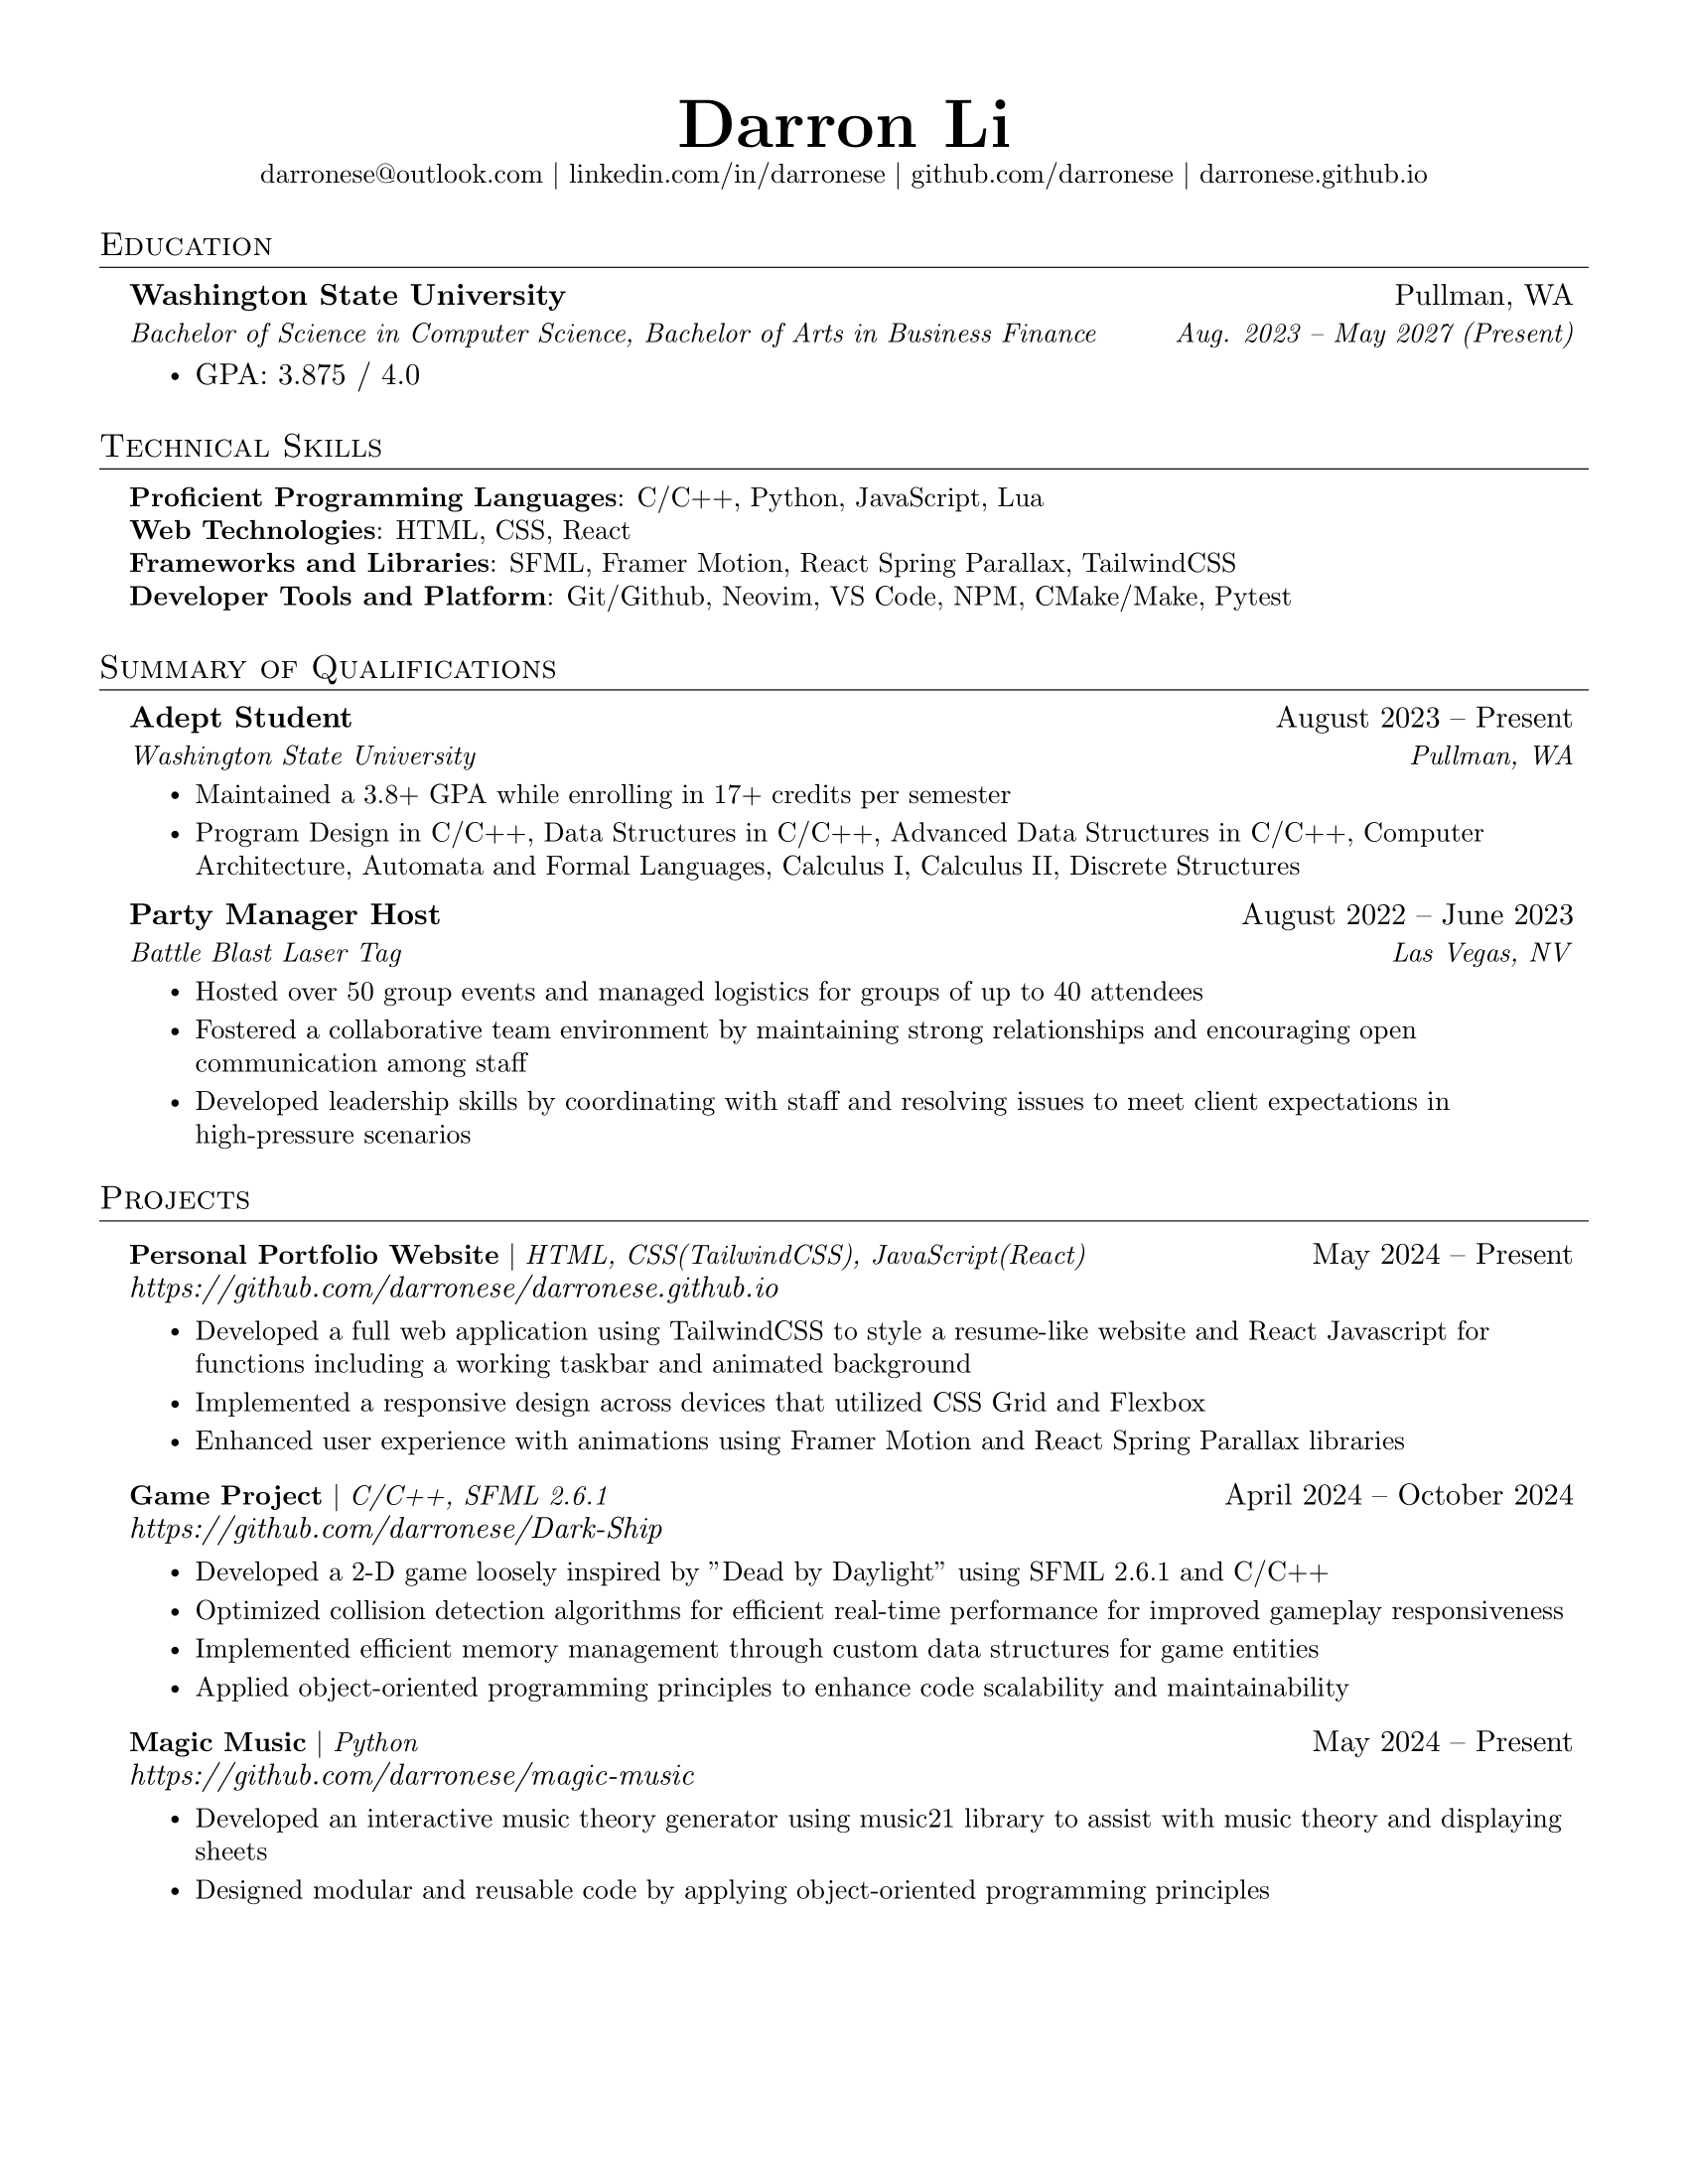 Darron Li
darronese@outlook.com | linkedin.com/in/darronese | github.com/darronese | darronese.github.io
Education
Washington State University Pullman, WA
Bachelor of Science in Computer Science, Bachelor of Arts in Business Finance Aug. 2023 – May 2027 (Present)
• GPA: 3.875 / 4.0
Technical Skills
Proficient Programming Languages: C/C++, Python, JavaScript, Lua
Web Technologies: HTML, CSS, React
Frameworks and Libraries: SFML, Framer Motion, React Spring Parallax, TailwindCSS
Developer Tools and Platform: Git/Github, Neovim, VS Code, NPM, CMake/Make, Pytest
Summary of Qualifications
Adept Student August 2023 – Present
Washington State University Pullman, WA
• Maintained a 3.8+ GPA while enrolling in 17+ credits per semester
• Program Design in C/C++, Data Structures in C/C++, Advanced Data Structures in C/C++, Computer
Architecture, Automata and Formal Languages, Calculus I, Calculus II, Discrete Structures
Party Manager Host August 2022 – June 2023
Battle Blast Laser Tag Las Vegas, NV
• Hosted over 50 group events and managed logistics for groups of up to 40 attendees
• Fostered a collaborative team environment by maintaining strong relationships and encouraging open
communication among staff
• Developed leadership skills by coordinating with staff and resolving issues to meet client expectations in
high-pressure scenarios
Projects
Personal Portfolio Website | HTML, CSS(TailwindCSS), JavaScript(React) May 2024 – Present
https://github.com/darronese/darronese.github.io
• Developed a full web application using TailwindCSS to style a resume-like website and React Javascript for
functions including a working taskbar and animated background
• Implemented a responsive design across devices that utilized CSS Grid and Flexbox
• Enhanced user experience with animations using Framer Motion and React Spring Parallax libraries
Game Project | C/C++, SFML 2.6.1 April 2024 – October 2024
https://github.com/darronese/Dark-Ship
• Developed a 2-D game loosely inspired by ”Dead by Daylight” using SFML 2.6.1 and C/C++
• Optimized collision detection algorithms for efficient real-time performance for improved gameplay responsiveness
• Implemented efficient memory management through custom data structures for game entities
• Applied object-oriented programming principles to enhance code scalability and maintainability
Magic Music | Python May 2024 – Present
https://github.com/darronese/magic-music
• Developed an interactive music theory generator using music21 library to assist with music theory and displaying
sheets
• Designed modular and reusable code by applying object-oriented programming principles